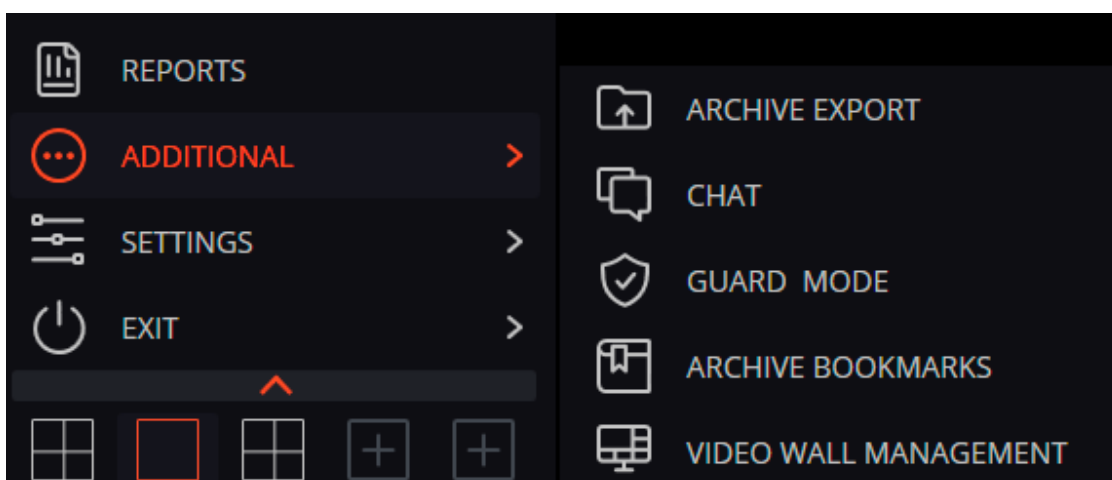 REPORTS
ADDITIONAL
SETTINGS
EXIT
ARCHIVE EXPORT
CHAT
GUARD  MODE
ARCHIVE BOOKMARKS
VIDEO WALL MANAGEMENT